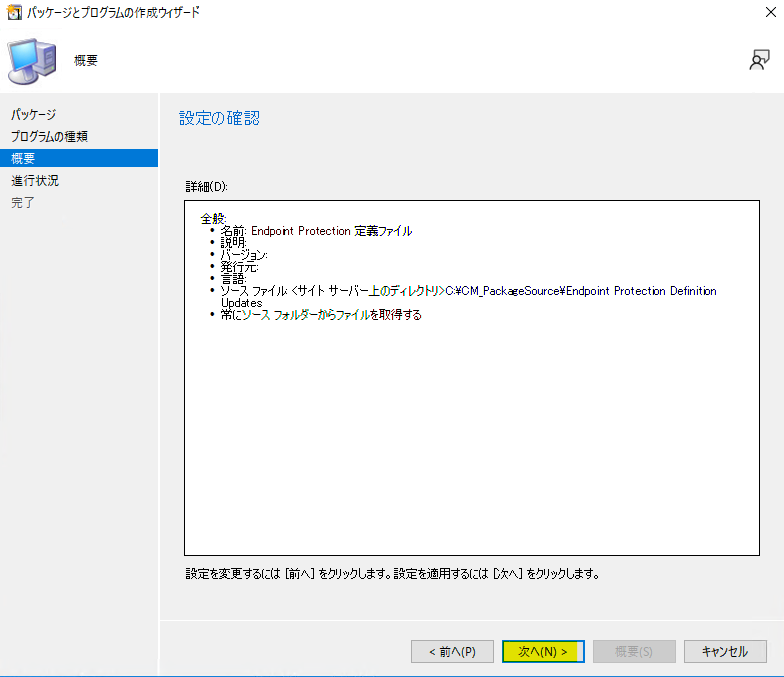 パッケージとプログラムの作成ウィザード
概要
パッケージ
プログラムの種類
概要
進行状況
完了
設定の確認
詳細(D):
全般:
• 名前: Endpoint Protection 定義ファイル
• 説明:
• バージョン:
• 発行元:
• 言語:
• ソース ファイル: <サイト サーバー上のディレクトリ>C:¥CM_PackageSource¥Endpoint Protection Definition
Updates
• 常にソース フォルダーからファイルを取得する
設定を変更するには [前へ] をクリックします。設定を適用するには [次へ] をクリックします。
< 前へ(P)
次へ(N) >
概要(S)
キャンセル